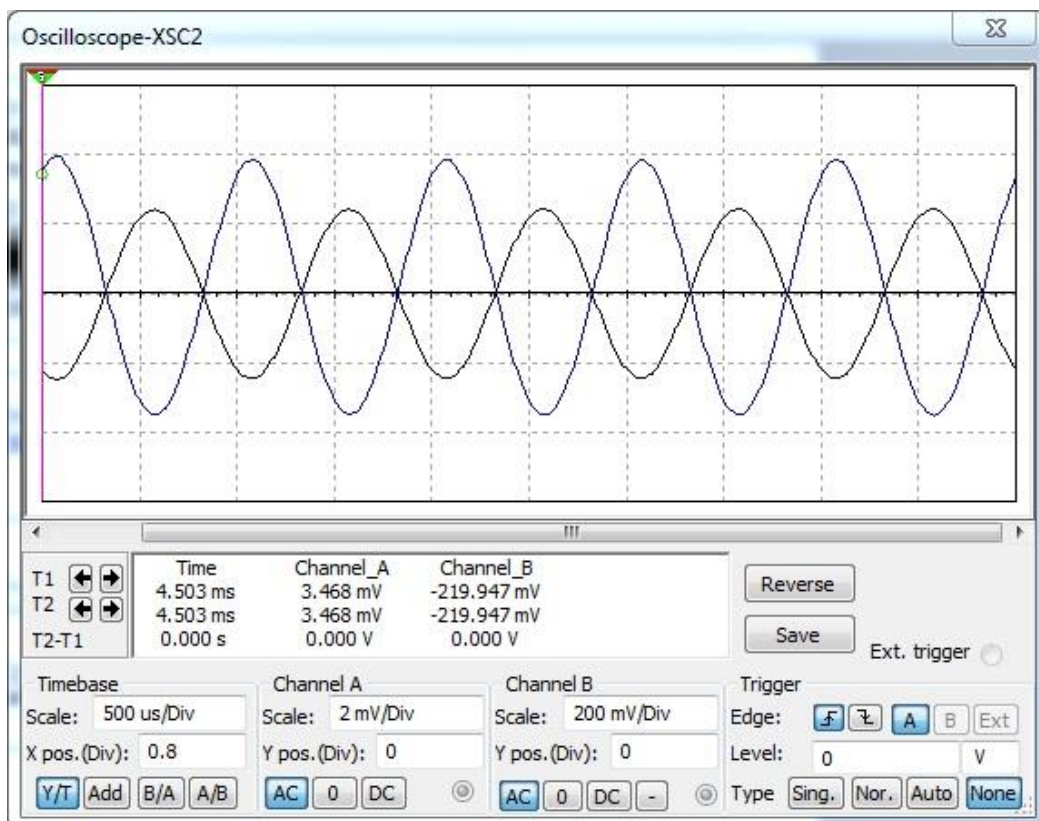 Oscilloscope-XSC2
Time Channel_A Channel_B
T1 4.503 ms 3.468 mV -219.947 mV
T2 4.503 ms 3.468 mV -219.947 mV
T2-T1 0.000 s 0.000 V 0.000 V
Reverse
Save
Ext. trigger
Timebase
Scale: 500 us/Div
X pos.(Div): 0.8
Y/T Add B/A A/B
Channel A
Scale: 2 mV/Div
Y pos.(Div): 0
AC 0 DC
Channel B
Scale: 200 mV/Div
Y pos.(Div): 0
AC 0 DC -
Trigger
Edge: A B Ext
Level: 0 V
Type Sing. Nor. Auto None